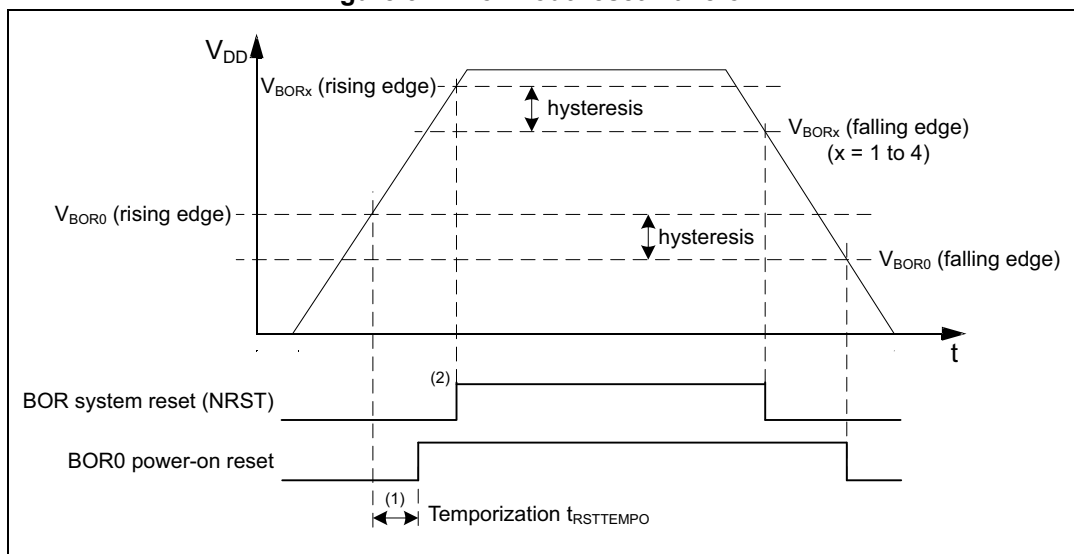 VDD
VBORx (rising edge)
hysteresis
VBORx (falling edge)
(x = 1 to 4)
VBOR0 (rising edge)
hysteresis
VBOR0 (falling edge)
t
(2)
BOR system reset (NRST)
BOR0 power-on reset
(1)
Temporization tRSTTEMPO